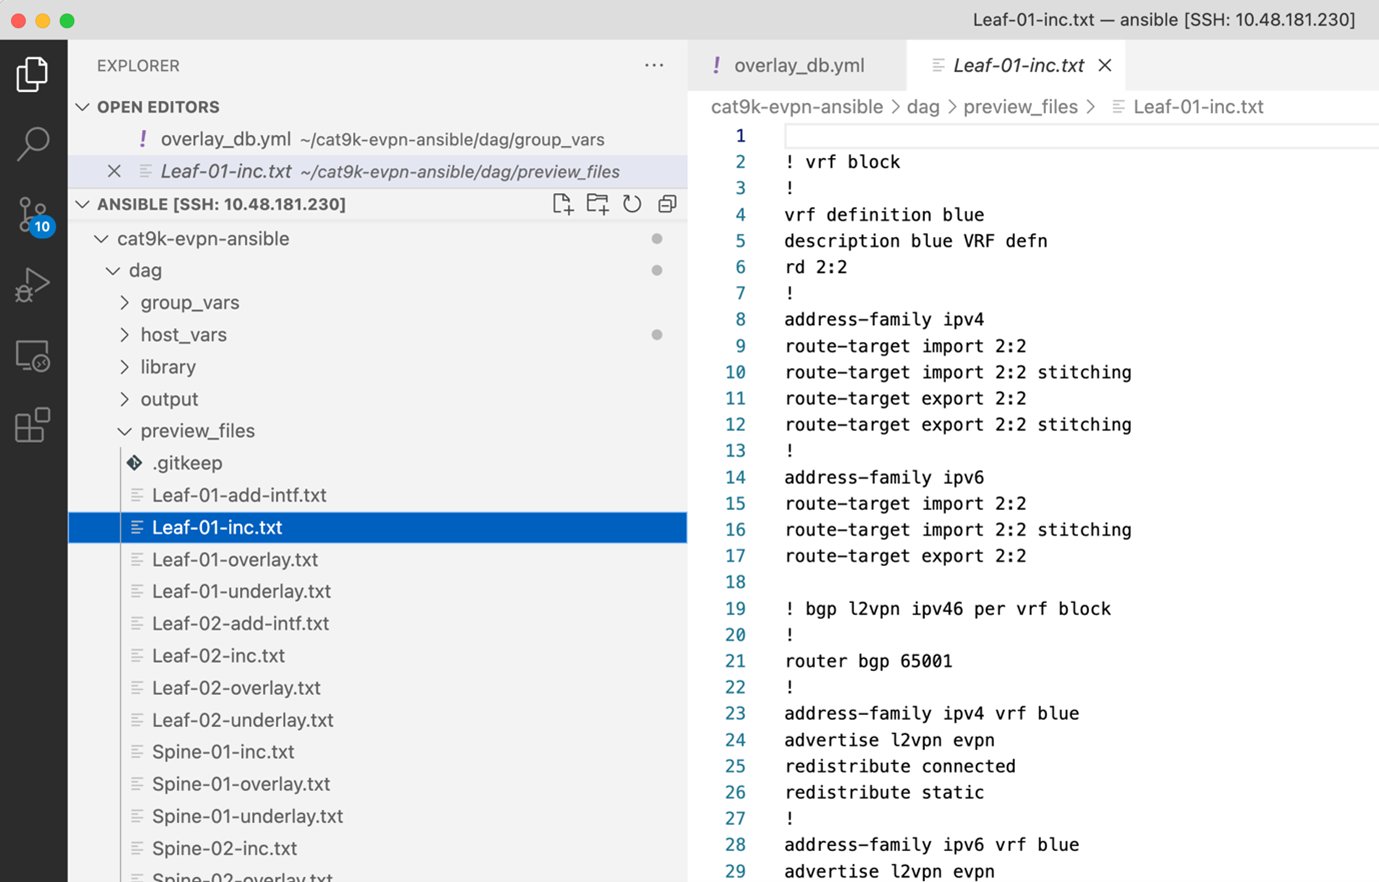 Leaf-01-inc.txt — ansible [SSH: 10.48.181.230]
EXPLORER
OPEN EDITORS
! overlay_db.yml ~/cat9k-evpn-ansible/dag/group_vars
Leaf-01-inc.txt ~/cat9k-evpn-ansible/dag/preview_files
ANSIBLE [SSH: 10.48.181.230]
10
cat9k-evpn-ansible
dag
group_vars
host_vars
library
output
preview_files
.gitkeep
Leaf-01-add-intf.txt
Leaf-01-inc.txt
Leaf-01-overlay.txt
Leaf-01-underlay.txt
Leaf-02-add-intf.txt
Leaf-02-inc.txt
Leaf-02-overlay.txt
Leaf-02-underlay.txt
Spine-01-inc.txt
Spine-01-overlay.txt
Spine-01-underlay.txt
Spine-02-inc.txt
Spine-02-overlay.txt
! overlay_db.yml
Leaf-01-inc.txt
cat9k-evpn-ansible > dag > preview_files > Leaf-01-inc.txt
1
2 ! vrf block
3 !
4 vrf definition blue
5 description blue VRF defn
6 rd 2:2
7 !
8 address-family ipv4
9 route-target import 2:2
10 route-target import 2:2 stitching
11 route-target export 2:2
12 route-target export 2:2 stitching
13 !
14 address-family ipv6
15 route-target import 2:2
16 route-target import 2:2 stitching
17 route-target export 2:2
18
19 ! bgp l2vpn ipv46 per vrf block
20 !
21 router bgp 65001
22 !
23 address-family ipv4 vrf blue
24 advertise l2vpn evpn
25 redistribute connected
26 redistribute static
27 !
28 address-family ipv6 vrf blue
29 advertise l2vpn evpn